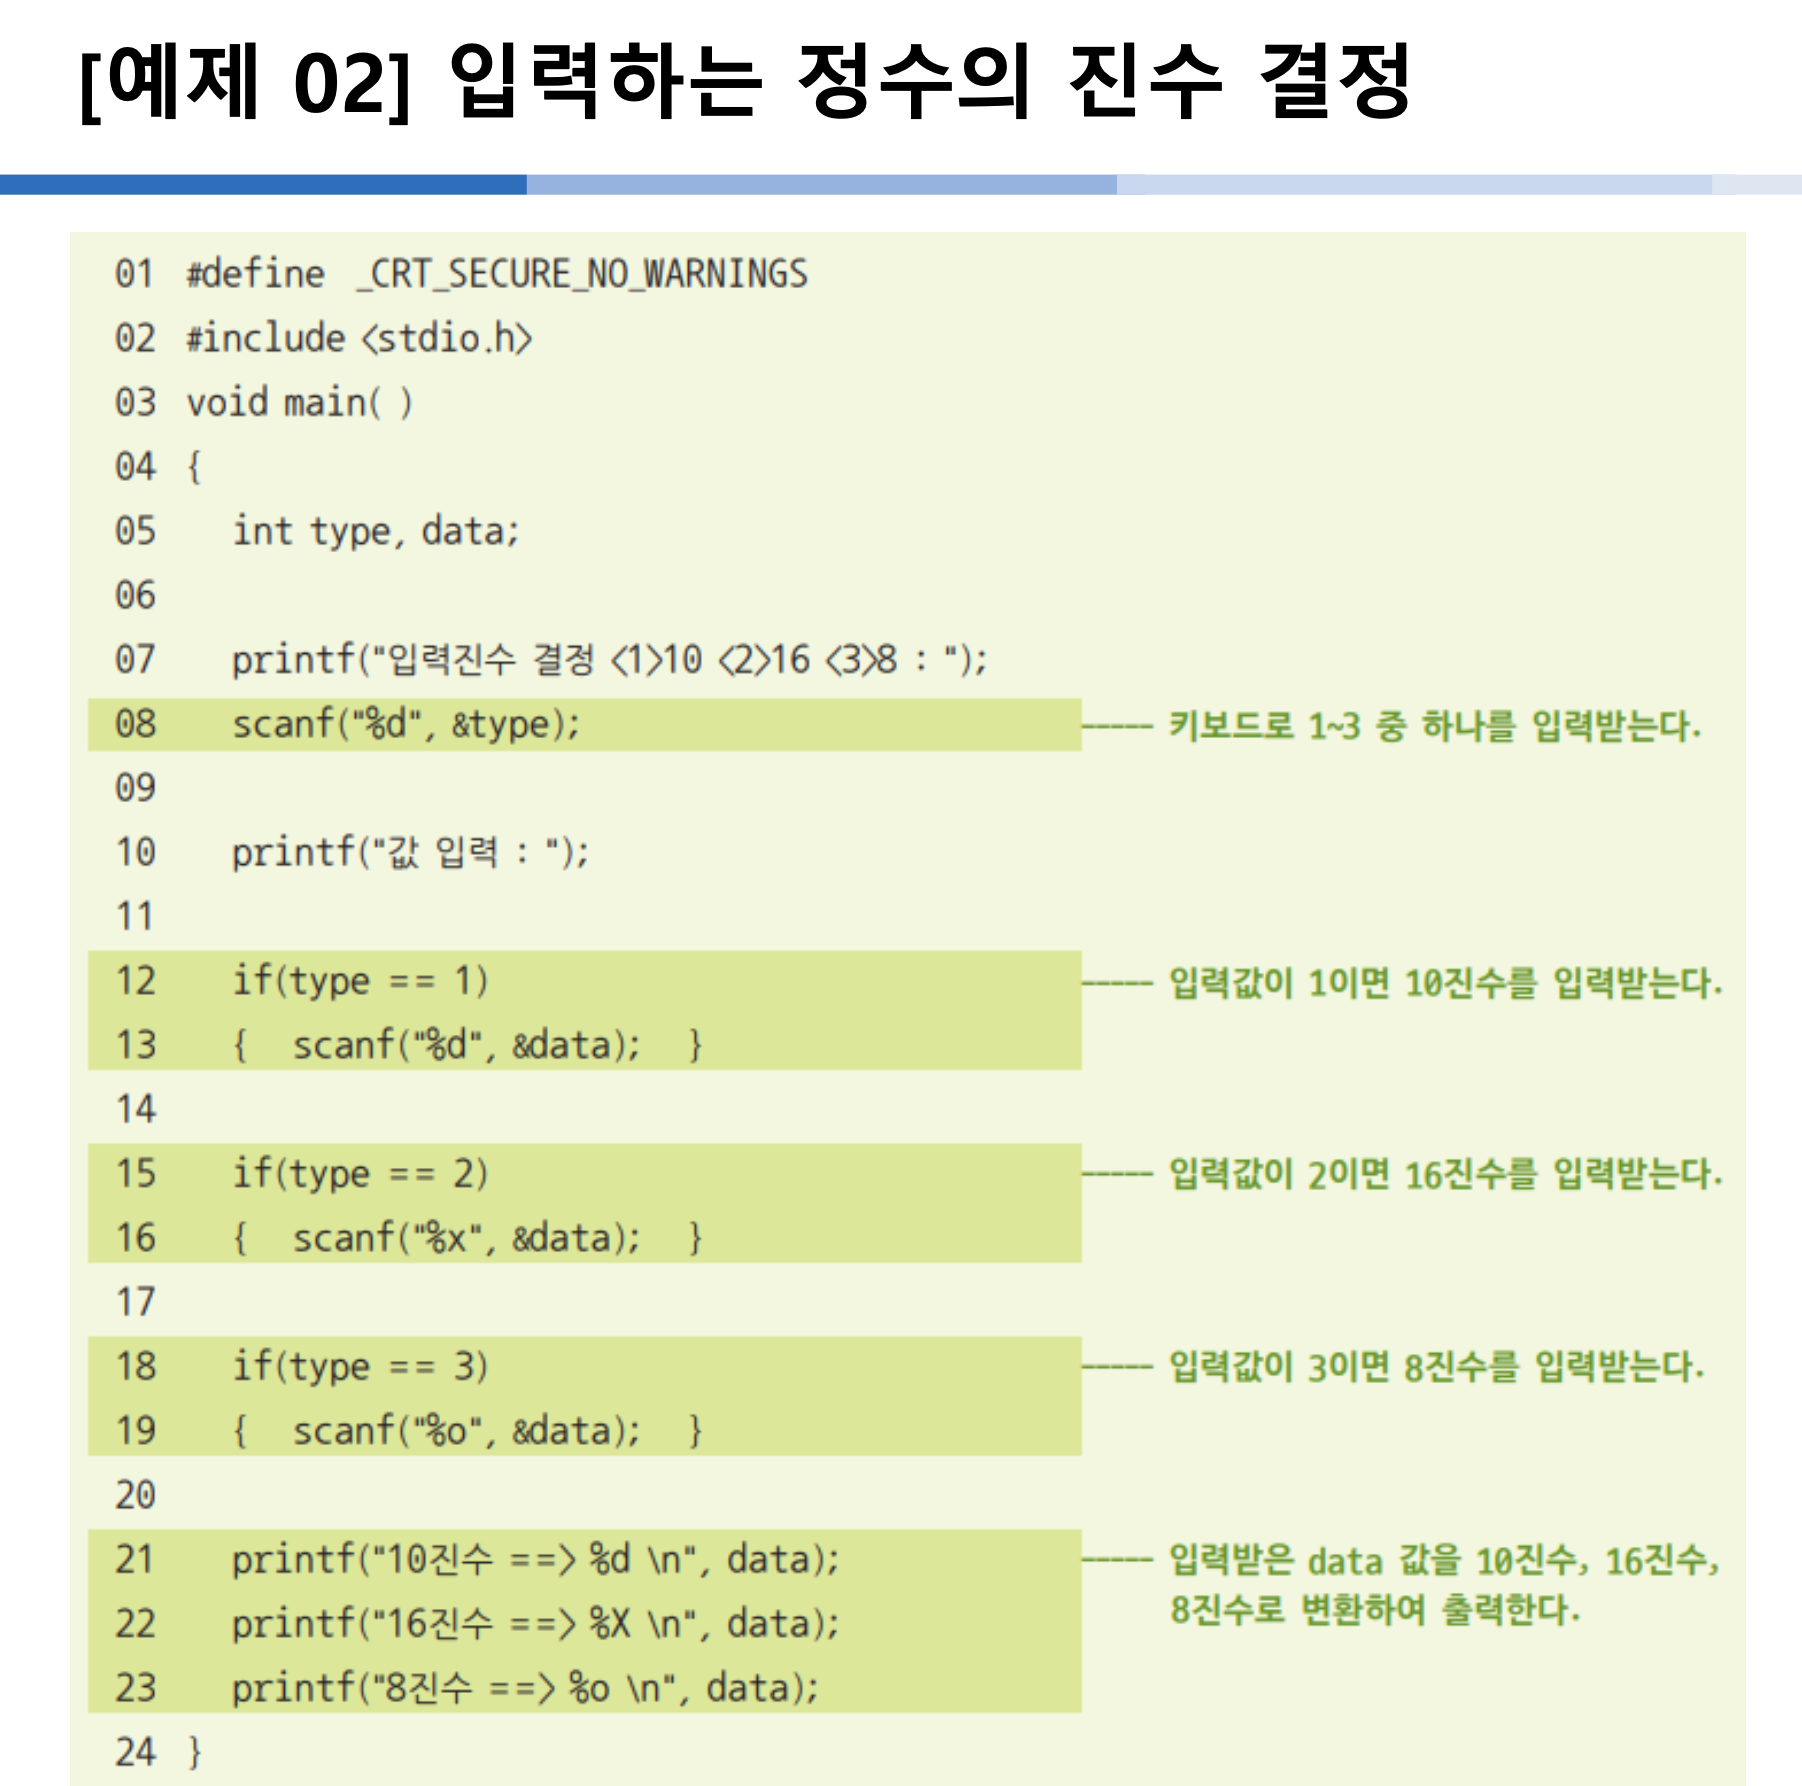 [예제 02] 입력하는 정수의 진수 결정
01 #define _CRT_SECURE_NO_WARNINGS
02 #include <stdio.h>
03 void main( )
04 {
05 int type, data;
06
07 printf("입력진수 결정 <1>10 <2>16 <3>8 : ");
08 scanf("%d", &type); ----- 키보드로 1~3 중 하나를 입력받는다.
09
10 printf("값 입력 : ");
11
12 if(type == 1) ----- 입력값이 1이면 10진수를 입력받는다.
13 { scanf("%d", &data); }
14
15 if(type == 2) ----- 입력값이 2이면 16진수를 입력받는다.
16 { scanf("%x", &data); }
17
18 if(type == 3) ----- 입력값이 3이면 8진수를 입력받는다.
19 { scanf("%o", &data); }
20
21 printf("10진수 ==> %d \n", data); ----- 입력받은 data 값을 10진수, 16진수,
8진수로 변환하여 출력한다.
22 printf("16진수 ==> %X \n", data);
23 printf("8진수 ==> %o \n", data);
24 }